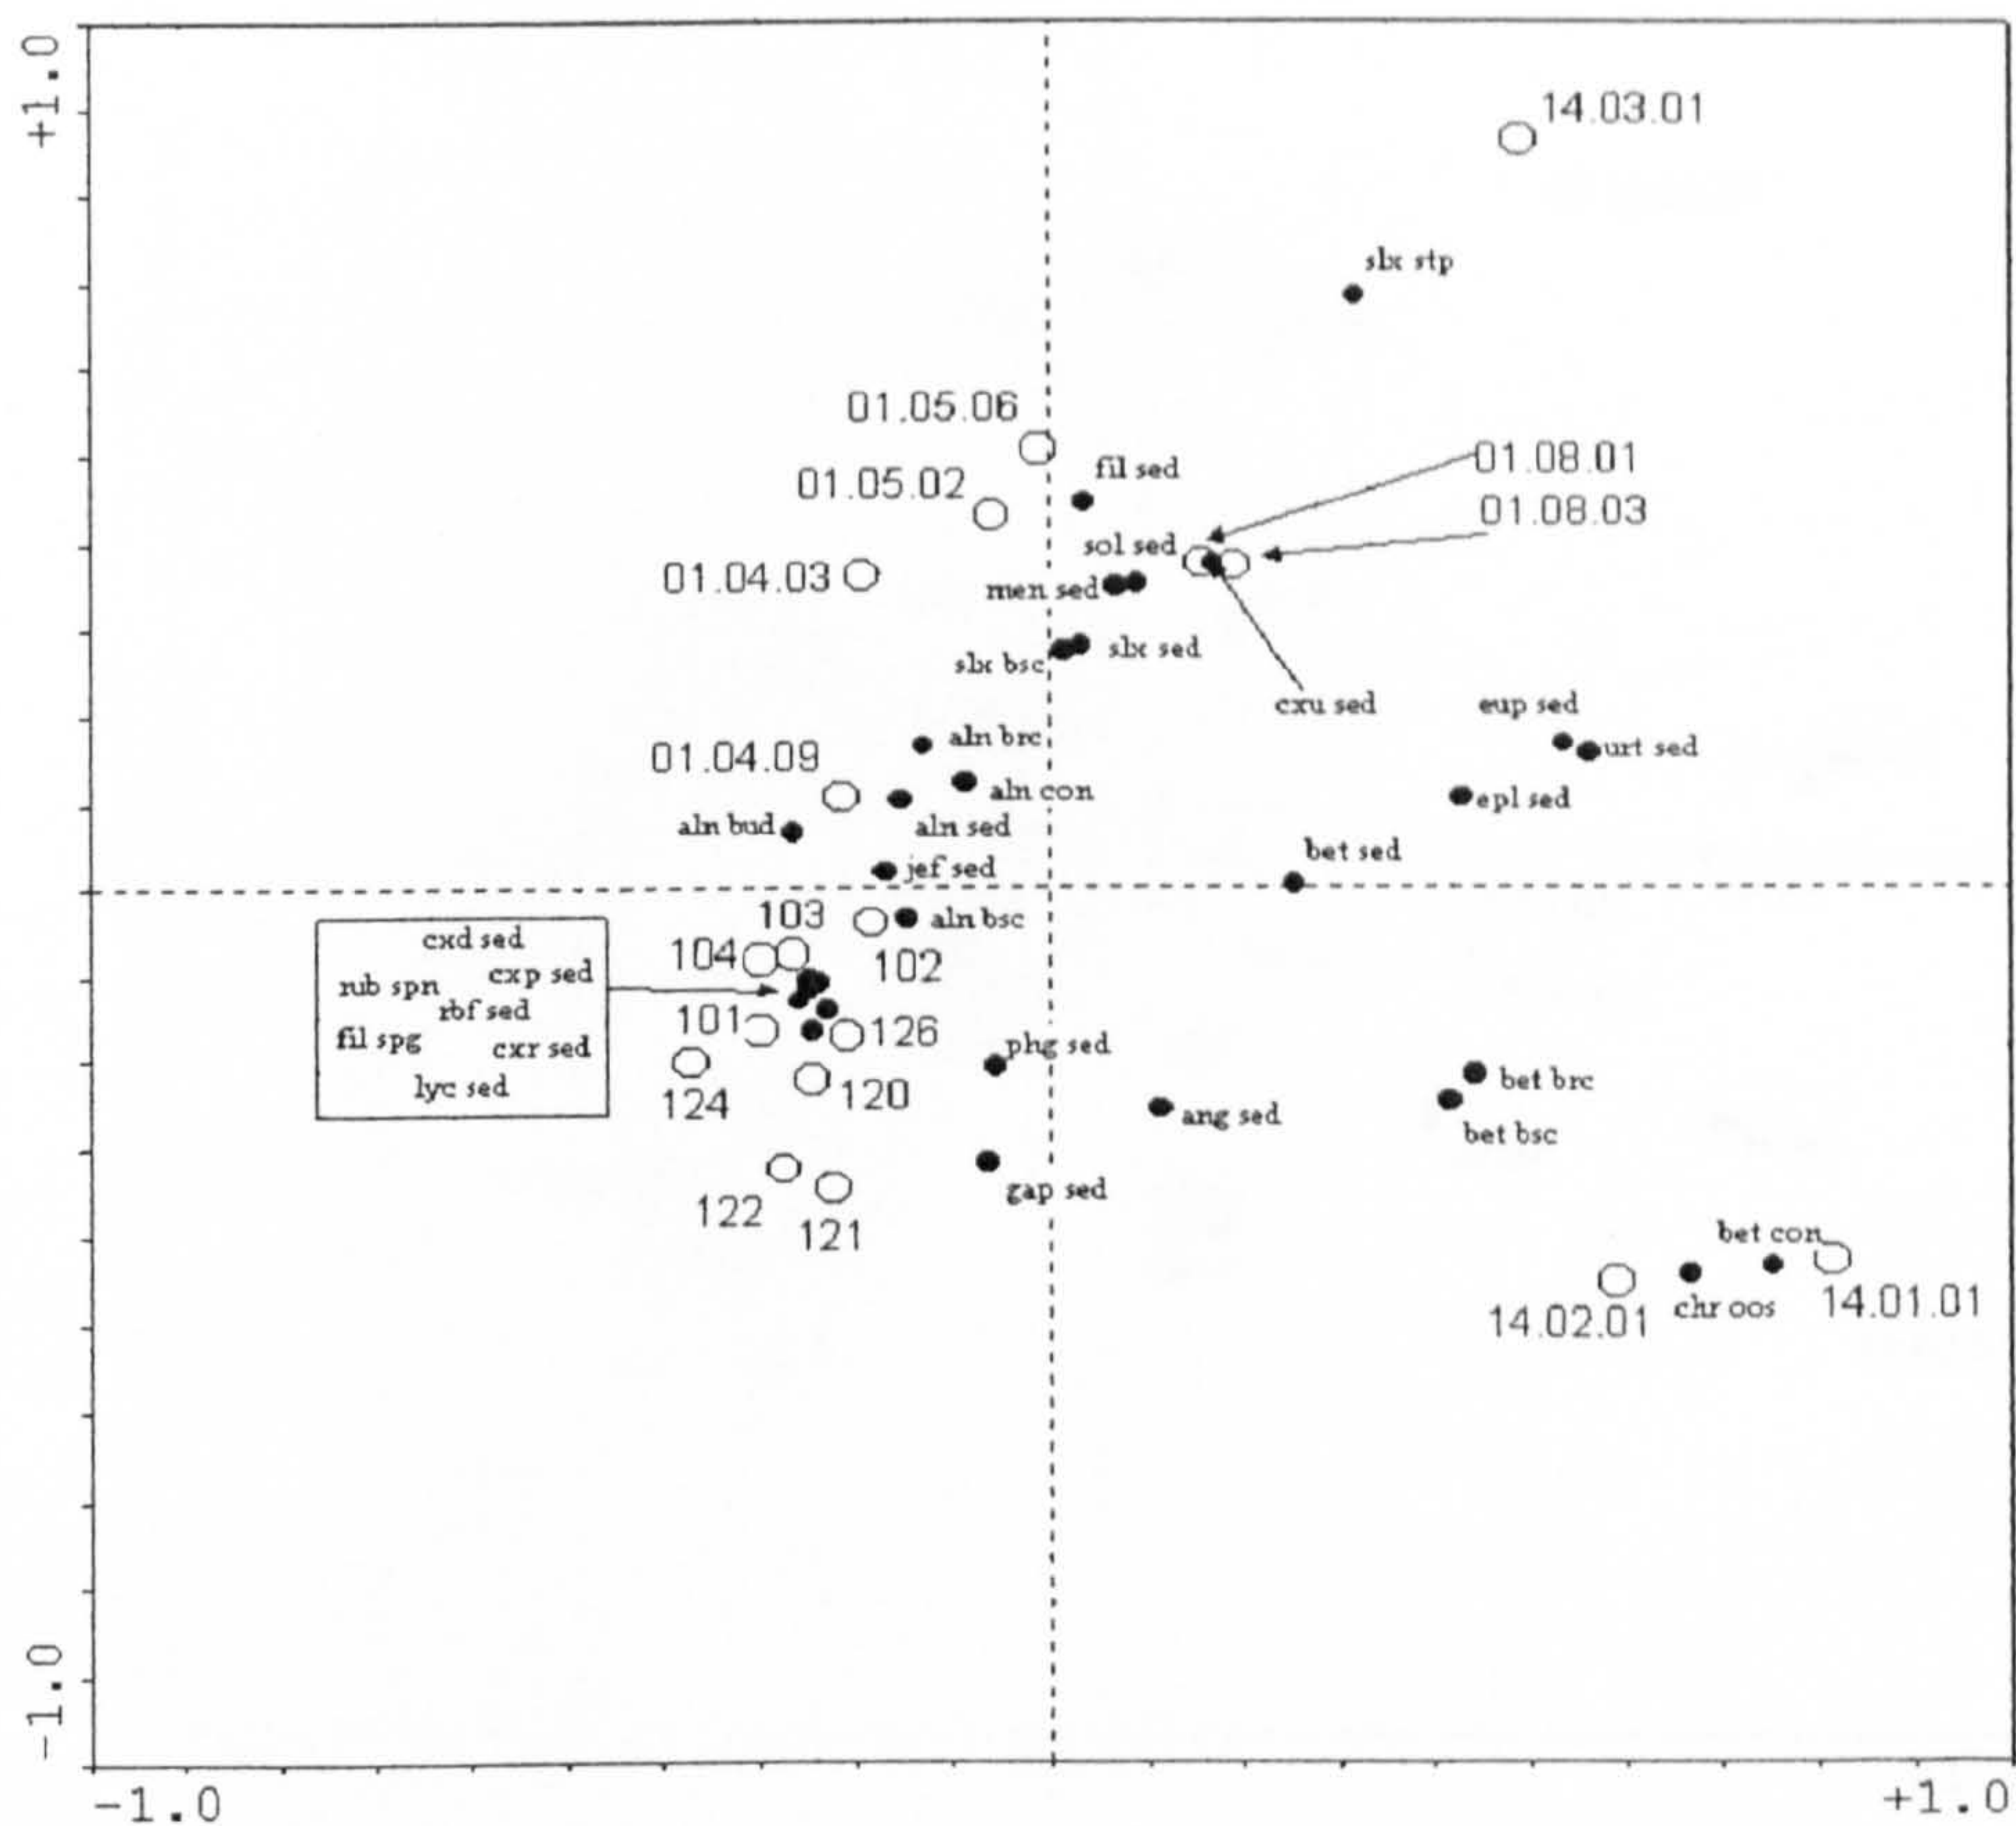 +1.0
14.03.01
slx stp
01.05.06
fil sed
01.08.01
01.05.02
01.08.03
sol sed
01.04.03
men sed
slx sed
slx bsc
cxu sed
eup sed
aln brc
urt sed
01.04.09
aln con
epl sed
aln bud
aln sed
bet sed
jef sed
103
aln bsc
cxd sed
104
102
cxp sed
rub spn
rbf sed
101
126
fil spg
cxr sed
phg sed
lyc sed
bet brc
124
120
ang sed
bet bsc
gap sed
122
121
bet con
14.01.01
chr oos
14.02.01
-1.0
-1.0
+1.0